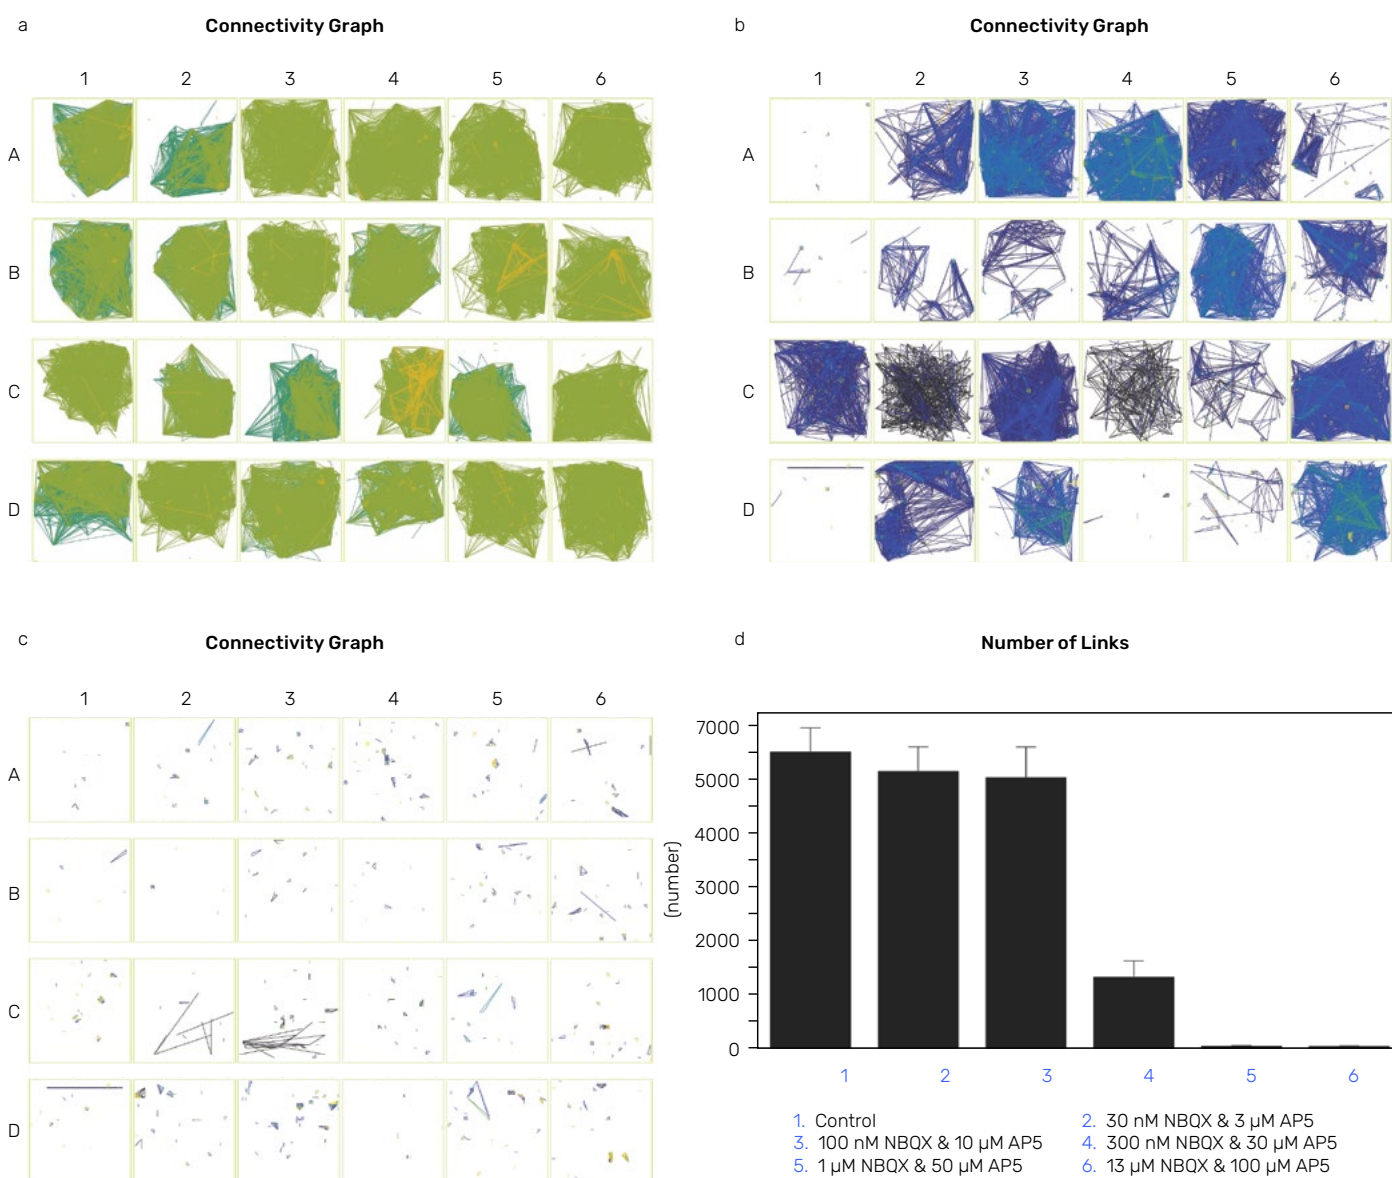 a
Connectivity Graph
1 2 3 4 5 6
A
B
C
D
b
Connectivity Graph
1 2 3 4 5 6
A
B
C
D
c
Connectivity Graph
1 2 3 4 5 6
A
B
C
D
d
Number of Links
(number)
7000
5000
4000
3000
2000
1000
0
1 2 3 4 5 6
1. Control
2. 30 nM NBQX & 3 µM AP5
3. 100 nM NBQX & 10 µM AP5
4. 300 nM NBQX & 30 µM AP5
5. 1 µM NBQX & 50 µM AP5
6. 13 µM NBQX & 100 µM AP5